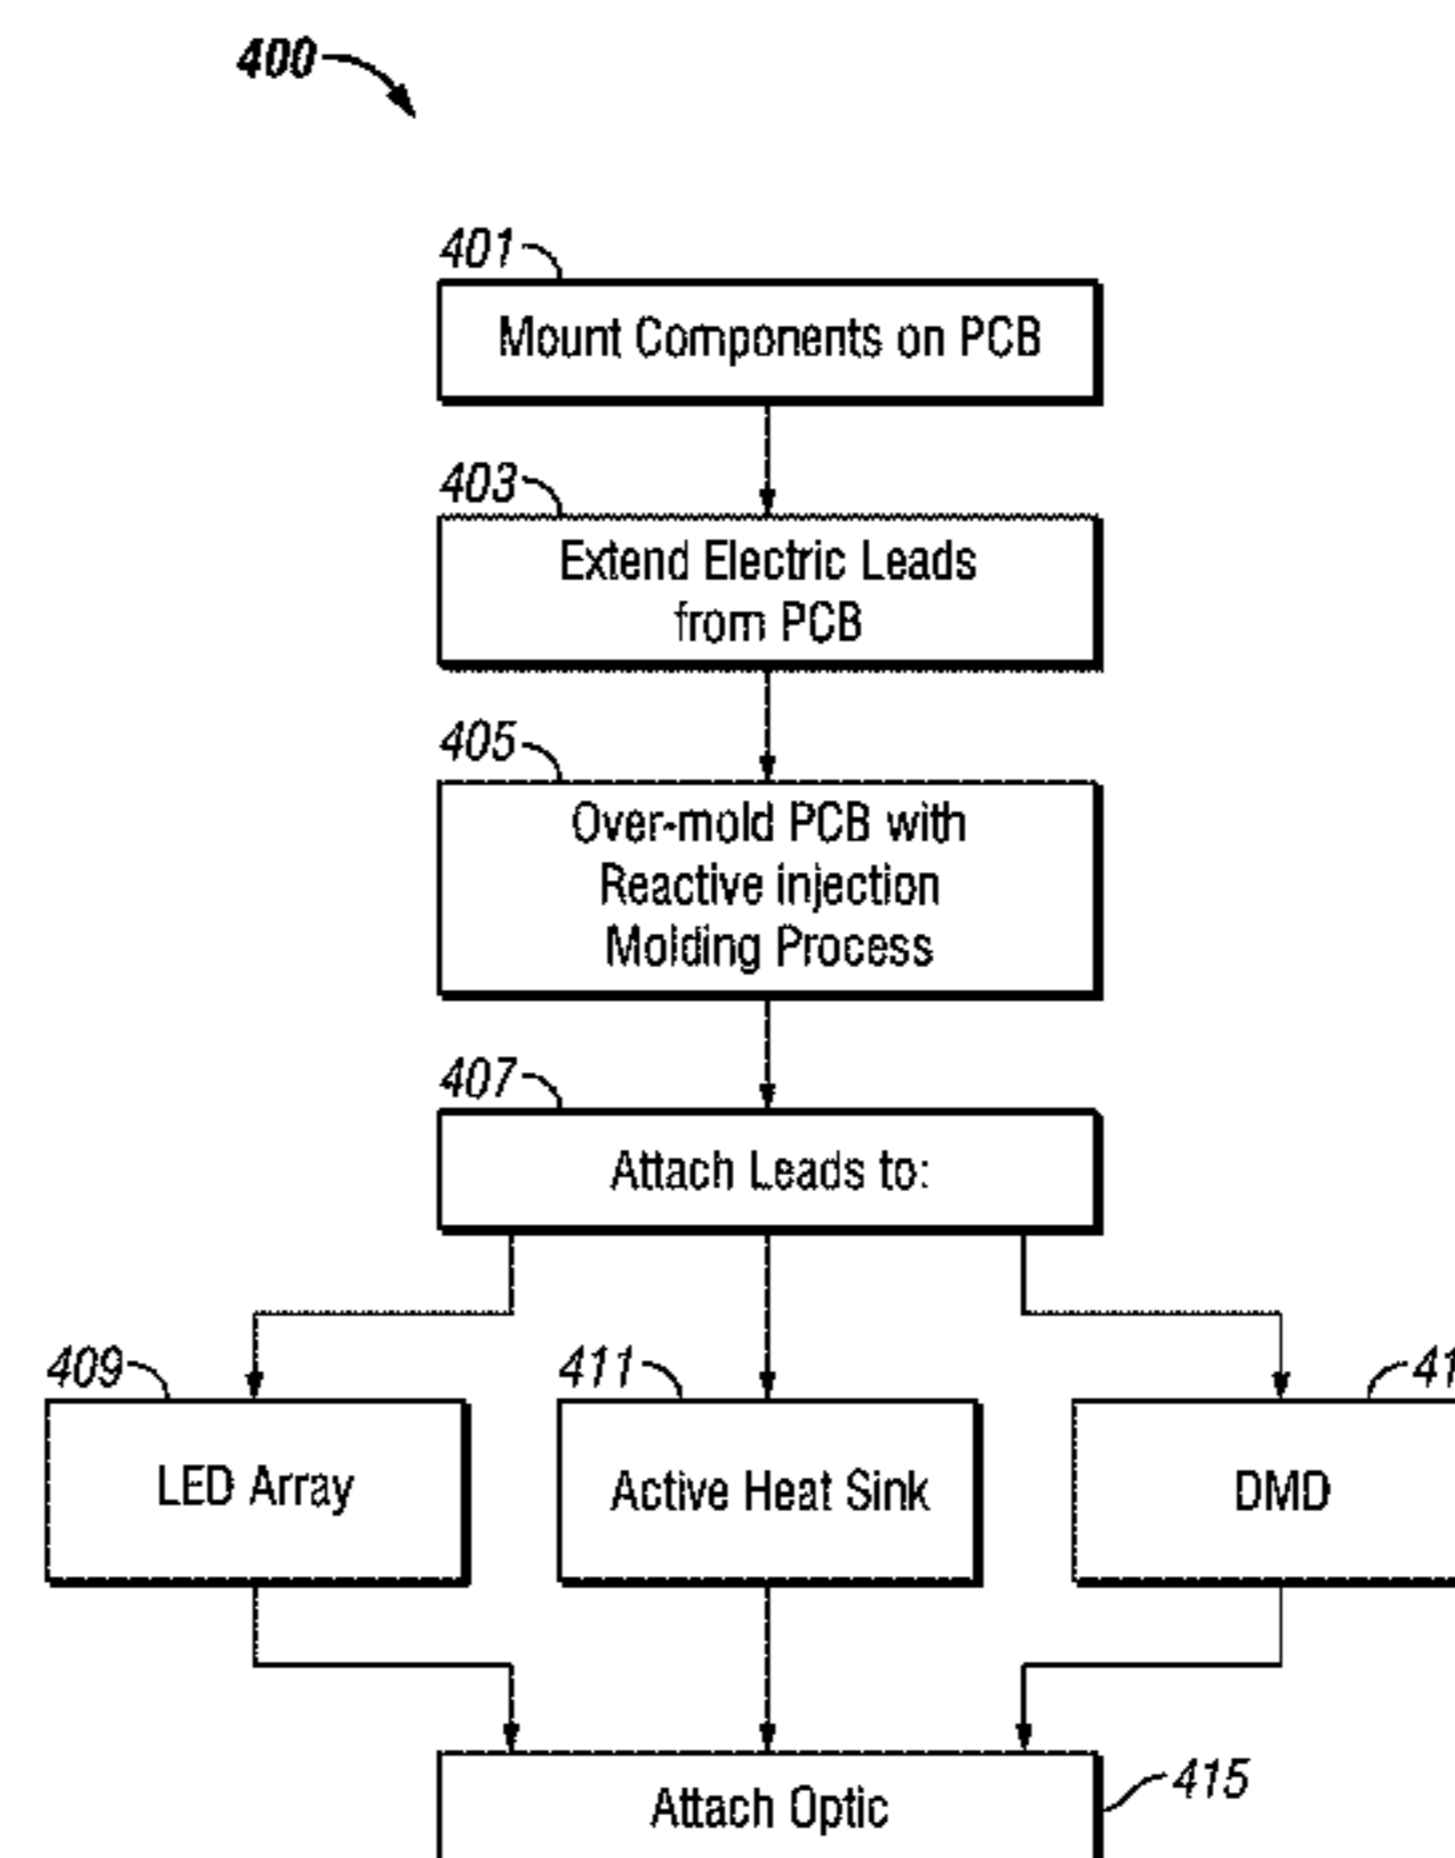 400
401
Mount Components on PCB
403
Extend Electric Leads
from PCB
405
Over-mold PCB with
Reactive injection
Molding Process
407
Attach Leads to:
409
411
41
LED Array
Active Heat Sink
DMD
Attach Optic
415